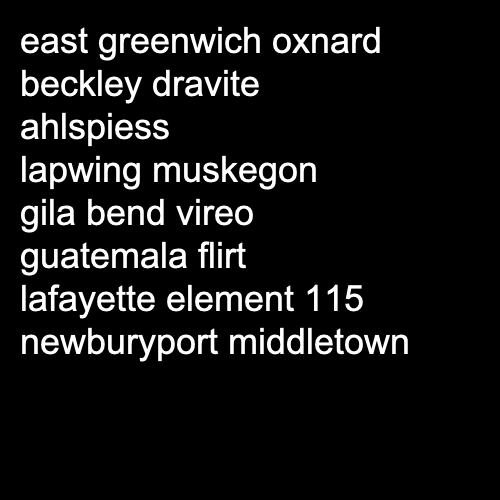 east greenwich oxnard
beckley dravite
ahlspiess
lapwing muskegon
gila bend vireo
guatemala flirt
lafayette element 115
newburyport middletown